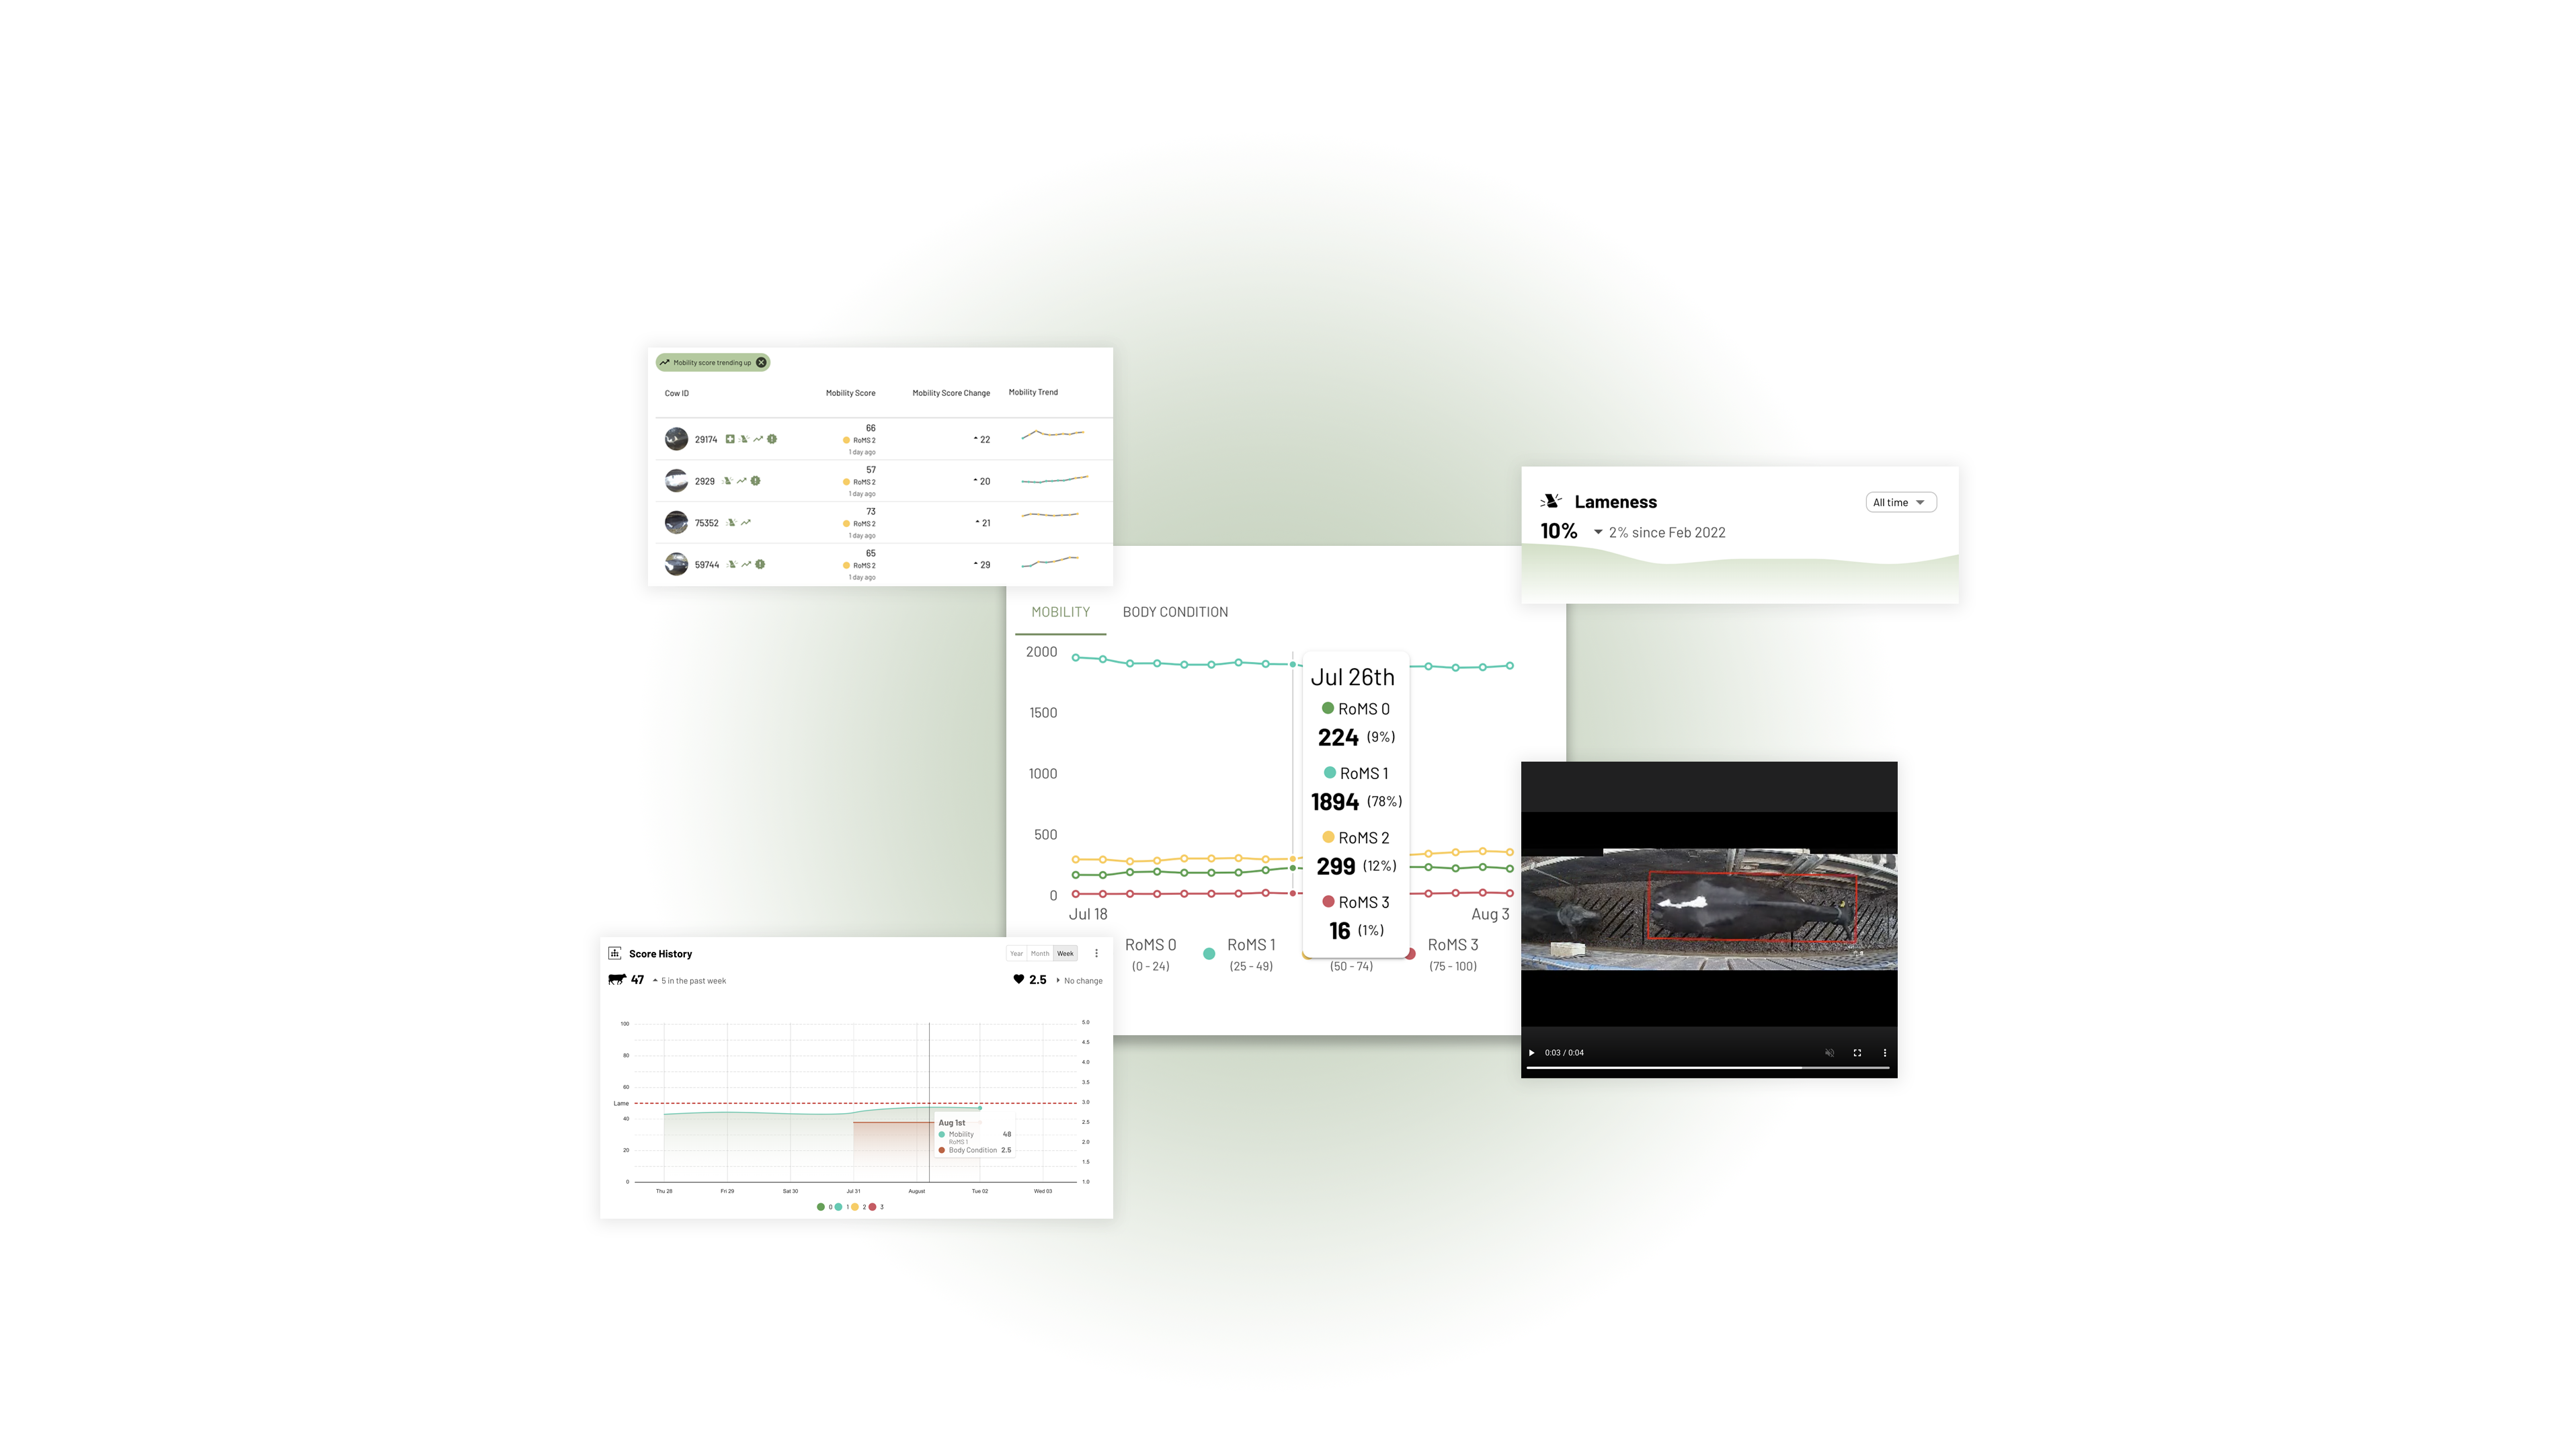 Mobility score trending up
Cow ID Mobility Score Mobility Score Change Mobility Trend
66
29174 RoMS 2 22
1 day ago
57
2929 RoMS 2 20
1 day ago
73
75352 RoMS 2 21
1 day ago
65
59744 RoMS 2 29
1 day ago
Lameness All time
10% 2% since Feb 2022
MOBILITY BODY CONDITION
2000
1500
1000
500
0
Jul 18 Aug 3
Jul 26th
RoMS 0
224 (9%)
RoMS 1
1894 (78%)
RoMS 2
299 (12%)
RoMS 3
16 (1%)
RoMS 0 RoMS 1 RoMS 3
(0 - 24) (25 - 49) (50 - 74) (75 - 100)
0:03 / 0:04
Score History Year Month Week
47 5 in the past week 2.5 No change
100
80
60
Lame
40
20
0
5.0
4.5
4.0
3.5
3.0
2.5
2.0
1.5
1.0
Aug 1st
Mobility 48
RoMS 1
Body Condition 2.5
Thu 28 Fri 29 Sat 30 Jul 31 August Tue 02 Wed 03
0 1 2 3